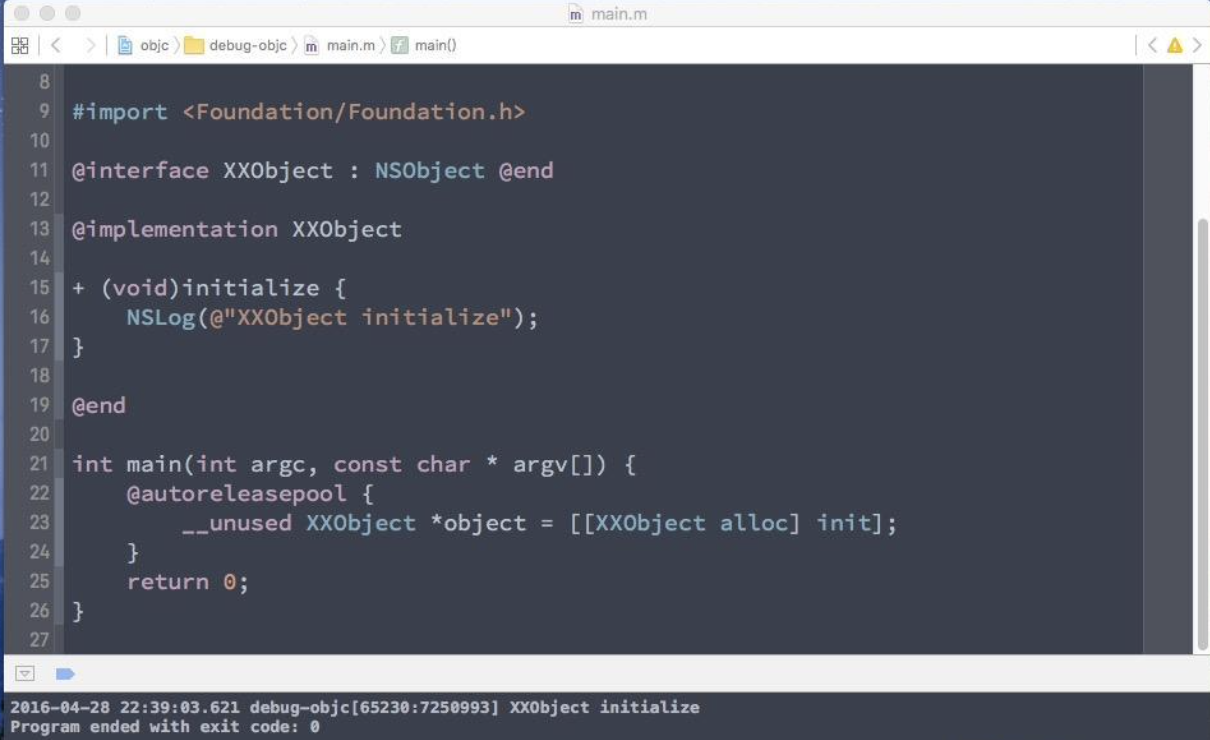 main.m
objc debug-objc main.m main()
8
9 #import <Foundation/Foundation.h>
10
11 @interface XXObject : NSObject @end
12
13 @implementation XXObject
14
15 + (void)initialize {
16     NSLog(@"XXObject initialize");
17 }
18
19 @end
20
21 int main(int argc, const char * argv[]) {
22     @autoreleasepool {
23         __unused XXObject *object = [[XXObject alloc] init];
24     }
25     return 0;
26 }
27
2016-04-28 22:39:03.621 debug-objc[65230:7250993] XXObject initialize
Program ended with exit code: 0